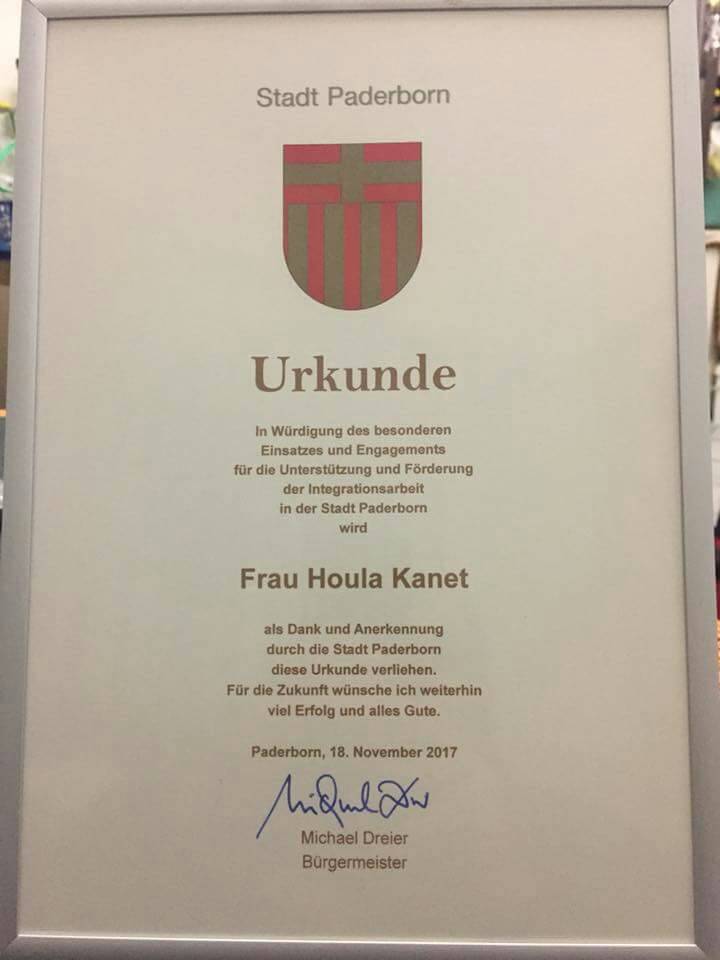 Stadt Paderborn
Urkunde
In Würdigung des besonderen
Einsatzes und Engagements
für die Unterstützung und Förderung
der Integrationsarbeit
in der Stadt Paderborn
wird
Frau Houla Kanet
als Dank und Anerkennung
durch die Stadt Paderborn
diese Urkunde verliehen.
Für die Zukunft wünsche ich weiterhin
viel Erfolg und alles Gute.
Paderborn, 18. November 2017
Michael Dreier
Bürgermeister